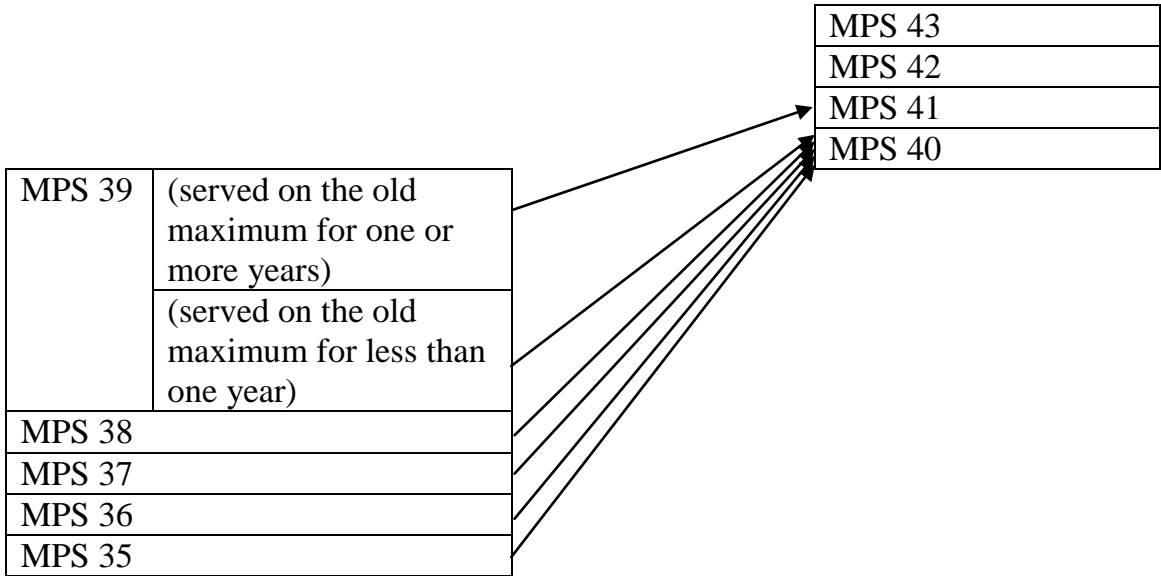 MPS 43
MPS 42
MPS 41
MPS 40
MPS 39
(served on the old
maximum for one or
more years)
(served on the old
maximum for less than
one year)
MPS 38
MPS 37
MPS 36
MPS 35